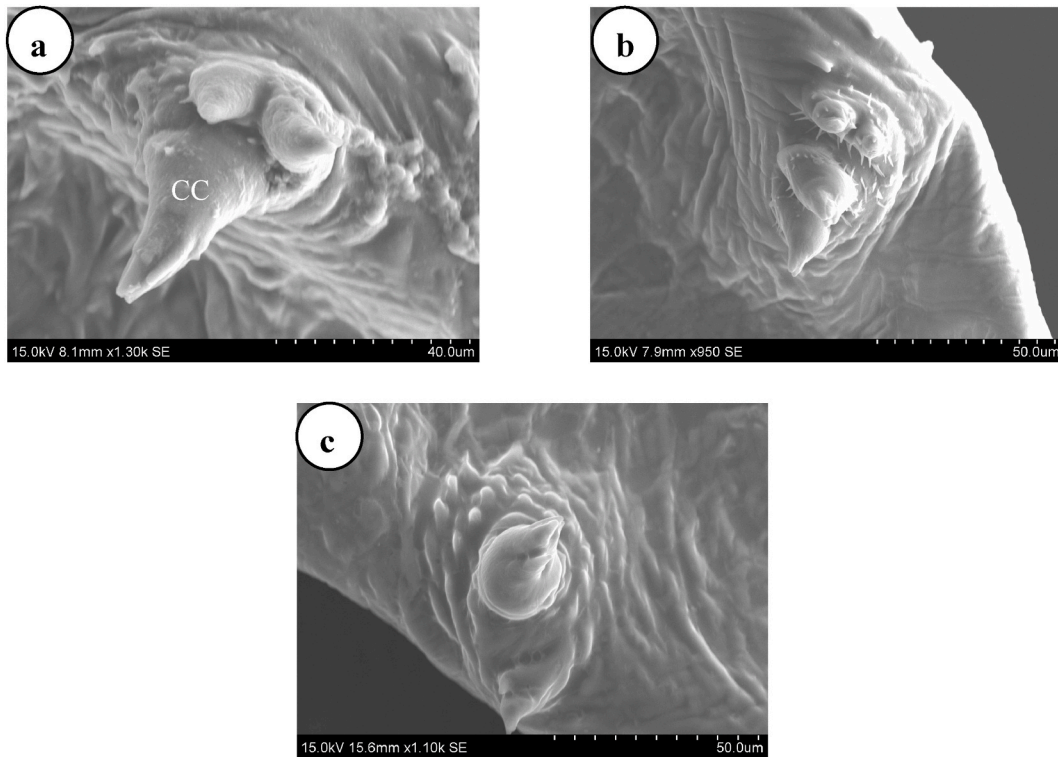 a
CC
15.0kV 8.1mm x1.30k SE 40.0um
b
15.0kV 7.9mm x950 SE 50.0um
c
15.0kV 15.6mm x1.10k SE 50.0um